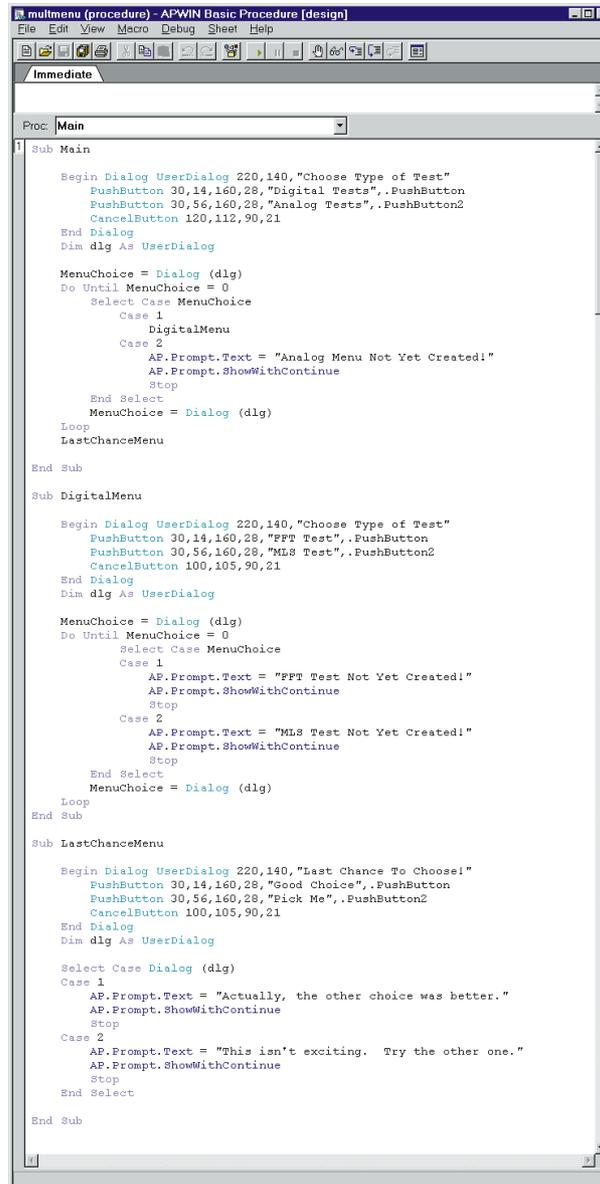 multmenu (procedure) - APWIN Basic Procedure [design]
File Edit View Macro Debug Sheet Help
Immediate
Proc: Main
1
Sub Main
Begin Dialog UserDialog 220,140,"Choose Type of Test"
PushButton 30,14,160,28,"Digital Tests",.PushButton
PushButton 30,56,160,28,"Analog Tests",.PushButton2
CancelButton 120,112,90,21
End Dialog
Dim dlg As UserDialog
MenuChoice = Dialog (dlg)
Do Until MenuChoice = 0
Select Case MenuChoice
Case 1
DigitalMenu
Case 2
AP.Prompt.Text = "Analog Menu Not Yet Created!"
AP.Prompt.ShowWithContinue
Stop
End Select
MenuChoice = Dialog (dlg)
Loop
LastChanceMenu
End Sub
Sub DigitalMenu
Begin Dialog UserDialog 220,140,"Choose Type of Test"
PushButton 30,14,160,28,"FFT Test",.PushButton
PushButton 30,56,160,28,"MLS Test",.PushButton2
CancelButton 100,105,90,21
End Dialog
Dim dlg As UserDialog
MenuChoice = Dialog (dlg)
Do Until MenuChoice = 0
Select Case MenuChoice
Case 1
AP.Prompt.Text = "FFT Test Not Yet Created!"
AP.Prompt.ShowWithContinue
Stop
Case 2
AP.Prompt.Text = "MLS Test Not Yet Created!"
AP.Prompt.ShowWithContinue
Stop
End Select
MenuChoice = Dialog (dlg)
Loop
End Sub
Sub LastChanceMenu
Begin Dialog UserDialog 220,140,"Last Chance To Choose!"
PushButton 30,14,160,28,"Good Choice",.PushButton
PushButton 30,56,160,28,"Pick Me",.PushButton2
CancelButton 100,105,90,21
End Dialog
Dim dlg As UserDialog
Select Case Dialog (dlg)
Case 1
AP.Prompt.Text = "Actually, the other choice was better."
AP.Prompt.ShowWithContinue
Stop
Case 2
AP.Prompt.Text = "This isn't exciting.  Try the other one."
AP.Prompt.ShowWithContinue
Stop
End Select
End Sub